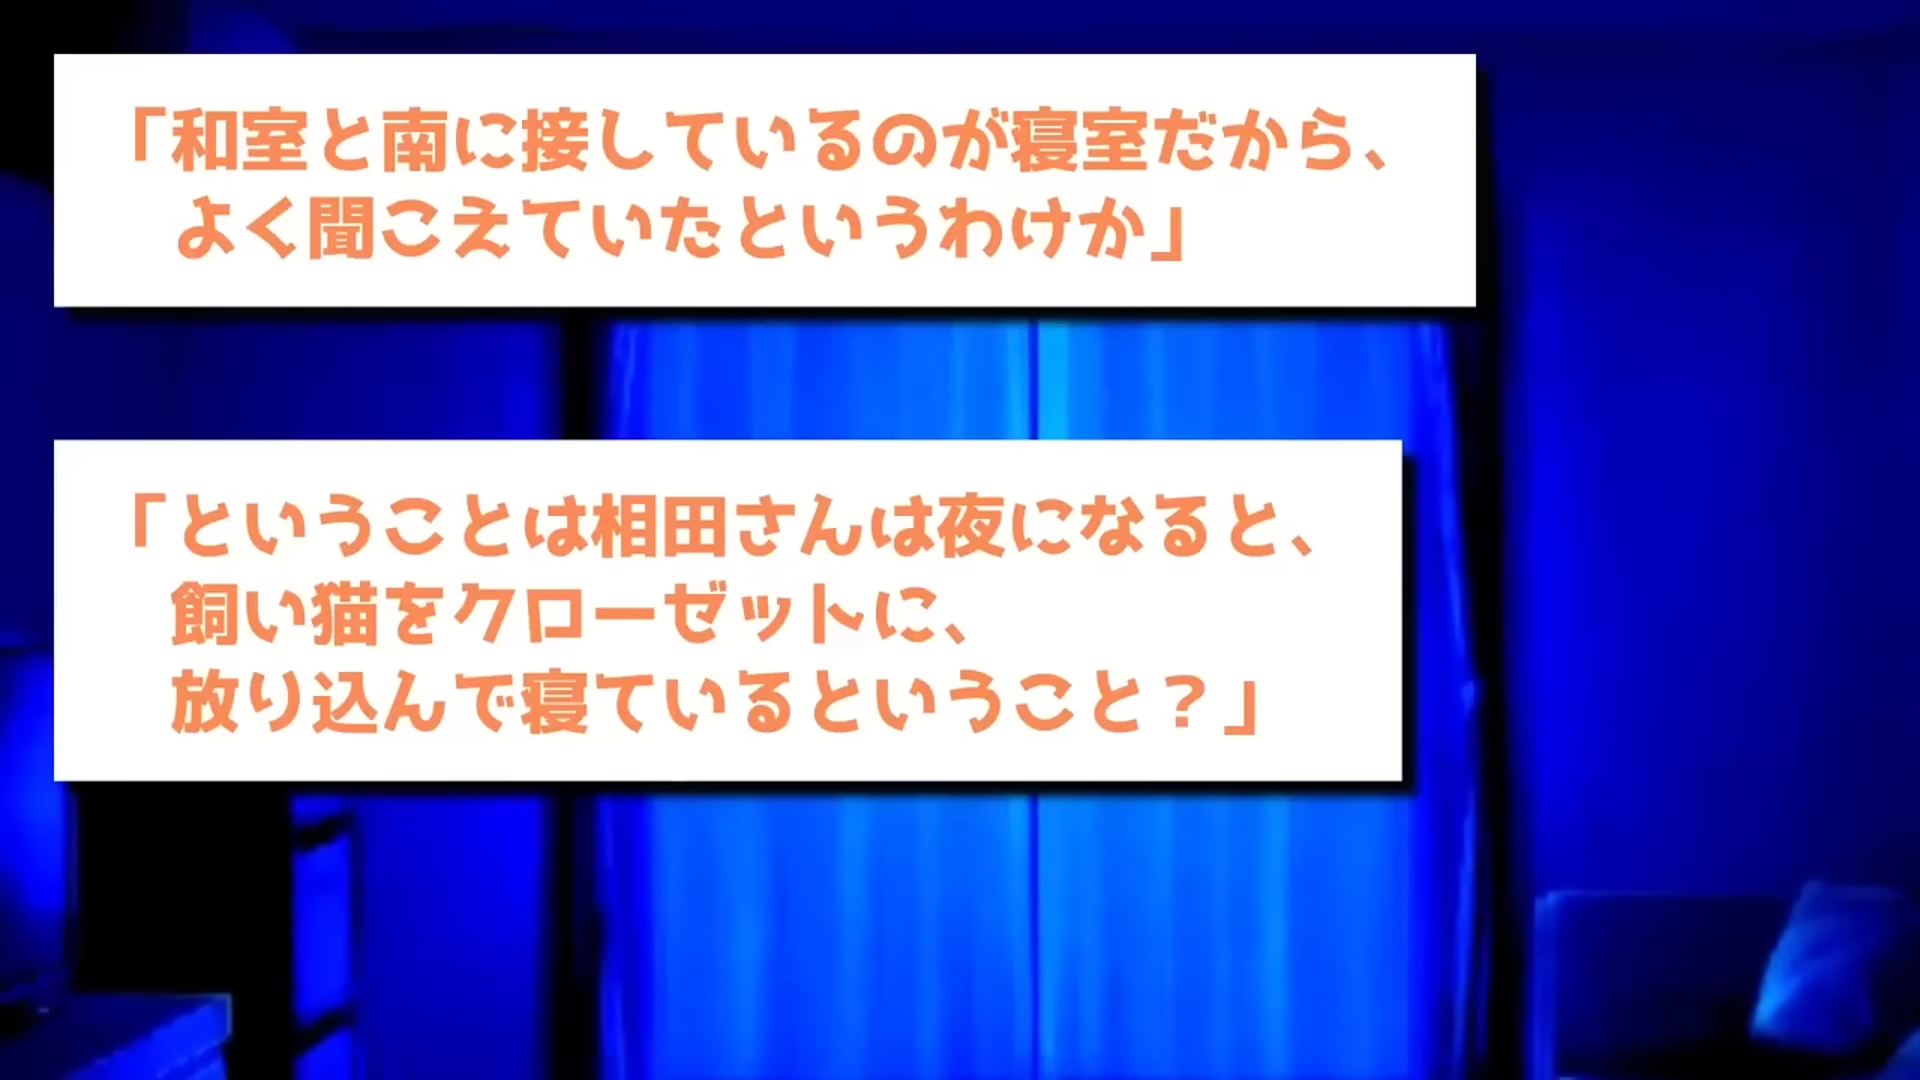 「和室と南に接しているのが寝室だから、
よく聞こえていたというわけか」
「ということは相田さんは夜になると、
飼い猫をクローゼットに、
放り込んで寝ているということ？」